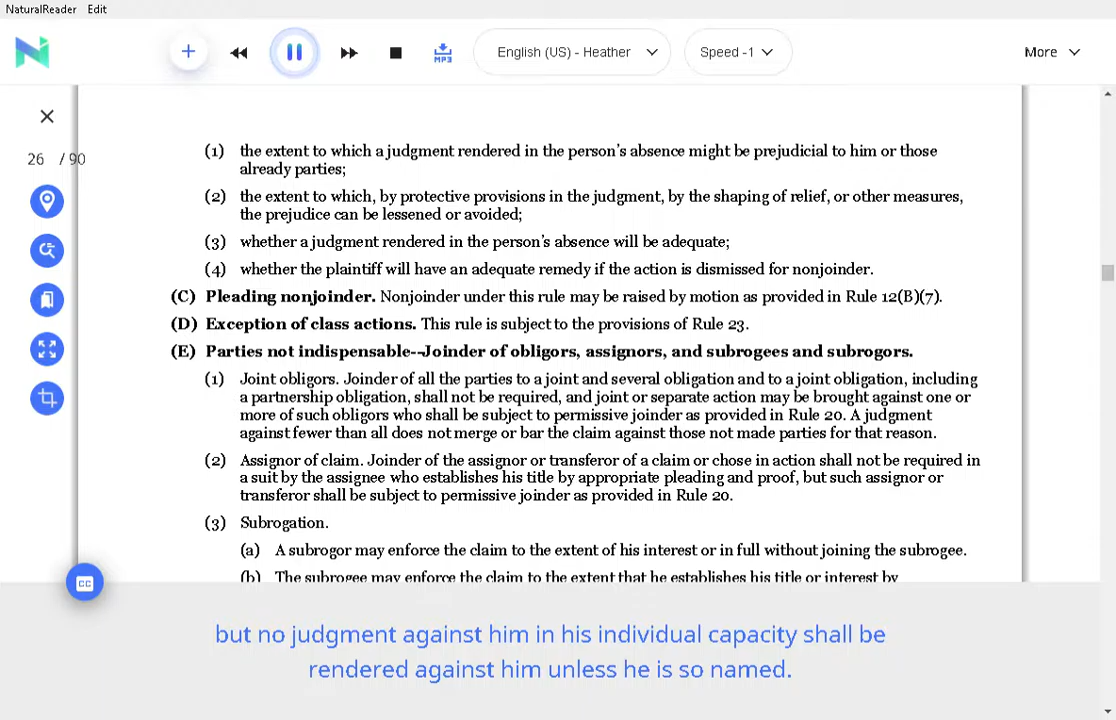 NaturalReader Edit
MP3
English (US) - Heather
Speed -1
More
26 / 90
(1) the extent to which a judgment rendered in the person's absence might be prejudicial to him or those
already parties;
(2) the extent to which, by protective provisions in the judgment, by the shaping of relief, or other measures,
the prejudice can be lessened or avoided;
(3) whether a judgment rendered in the person's absence will be adequate;
(4) whether the plaintiff will have an adequate remedy if the action is dismissed for nonjoinder.
(C) Pleading nonjoinder. Nonjoinder under this rule may be raised by motion as provided in Rule 12(B)(7).
(D) Exception of class actions. This rule is subject to the provisions of Rule 23.
(E) Parties not indispensable--Joinder of obligors, assignors, and subrogees and subrogors.
(1) Joint obligors. Joinder of all the parties to a joint and several obligation and to a joint obligation, including
a partnership obligation, shall not be required, and joint or separate action may be brought against one or
more of such obligors who shall be subject to permissive joinder as provided in Rule 20. A judgment
against fewer than all does not merge or bar the claim against those not made parties for that reason.
(2) Assignor of claim. Joinder of the assignor or transferor of a claim or chose in action shall not be required in
a suit by the assignee who establishes his title by appropriate pleading and proof, but such assignor or
transferor shall be subject to permissive joinder as provided in Rule 20.
(3) Subrogation.
(a) A subrogor may enforce the claim to the extent of his interest or in full without joining the subrogee.
(b) The subrogee may enforce the claim to the extent that he establishes his title or interest by
CC
but no judgment against him in his individual capacity shall be
rendered against him unless he is so named.